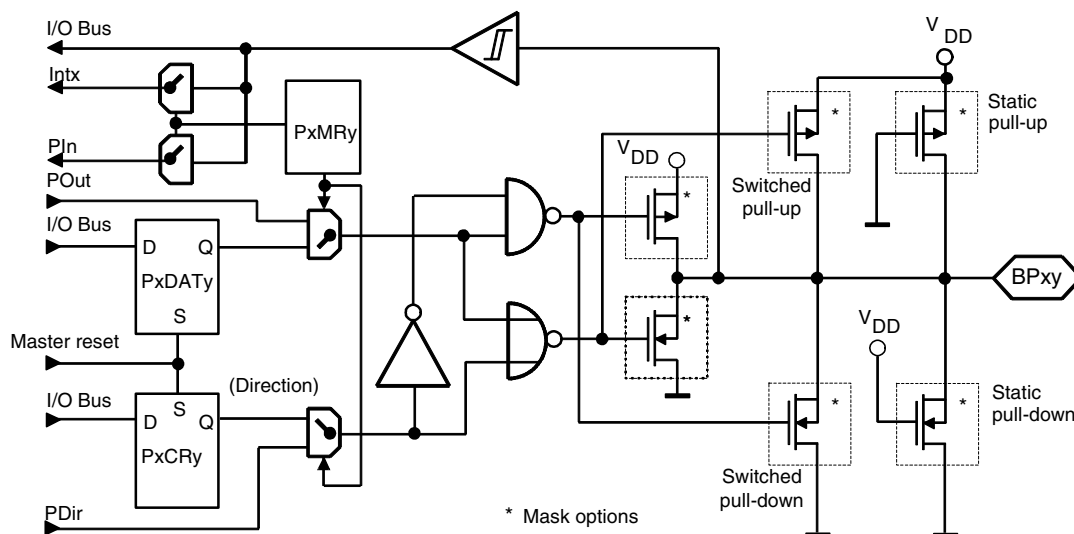 I/O Bus
V
DD
Intx
PxMRy
*
*
Static
pull-up
PIn
V
DD
POut
Switched
pull-up
*
I/O Bus
D
Q
PxDATy
BPxy
S
*
V
DD
Master reset
(Direction)
I/O Bus
S
D
Q
*
*
Static
pull-down
PxCRy
Switched
pull-down
PDir
* Mask options